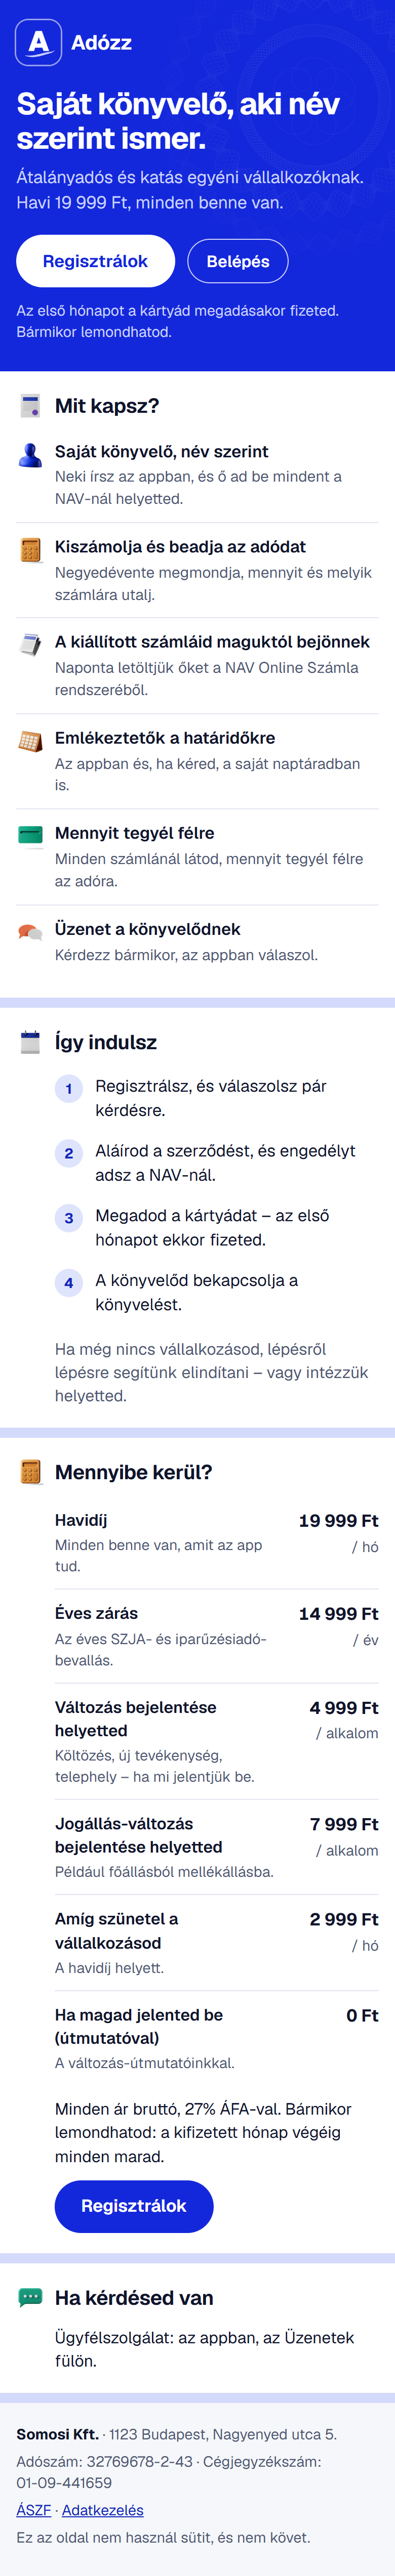 A Adózz
Saját könyvelő, aki név
szerint ismer.
Átalányadós és katás egyéni vállalkozóknak.
Havi 19 999 Ft, minden benne van.
Regisztrálok Belépés
Az első hónapot a kártyád megadásakor fizeted.
Bármikor lemondhatod.
Mit kapsz?
Saját könyvelő, név szerint
Neki írsz az appban, és ő ad be mindent a
NAV-nál helyetted.
Kiszámolja és beadja az adódat
Negyedévente megmondja, mennyit és melyik
számlára utalj.
A kiállított számláid maguktól bejönnek
Naponta letöltjük őket a NAV Online Számla
rendszeréből.
Emlékeztetők a határidőkre
Az appban és, ha kéred, a saját naptáradban
is.
Mennyit tegyél félre
Minden számlánál látod, mennyit tegyél félre
az adóra.
Üzenet a könyvelődnek
Kérdezz bármikor, az appban válaszol.
Így indulsz
1 Regisztrálsz, és válaszolsz pár
kérdésre.
2 Aláírod a szerződést, és engedélyt
adsz a NAV-nál.
3 Megadod a kártyádat – az első
hónapot ekkor fizeted.
4 A könyvelőd bekapcsolja a
könyvelést.
Ha még nincs vállalkozásod, lépésről
lépésre segítünk elindítani – vagy intézzük
helyetted.
Mennyibe kerül?
Havidíj 19 999 Ft
Minden benne van, amit az app / hó
tud.
Éves zárás 14 999 Ft
Az éves SZJA- és iparűzésiadó- / év
bevallás.
Változás bejelentése 4 999 Ft
helyetted / alkalom
Költözés, új tevékenység,
telephely – ha mi jelentjük be.
Jogállás-változás 7 999 Ft
bejelentése helyetted / alkalom
Például főállásból mellékállásba.
Amíg szünetel a 2 999 Ft
vállalkozásod / hó
A havidíj helyett.
Ha magad jelented be 0 Ft
(útmutatóval)
A változás-útmutatóinkkal.
Minden ár bruttó, 27% ÁFA-val. Bármikor
lemondhatod: a kifizetett hónap végéig
minden marad.
Regisztrálok
Ha kérdésed van
Ügyfélszolgálat: az appban, az Üzenetek
fülön.
Somosi Kft. · 1123 Budapest, Nagyenyed utca 5.
Adószám: 32769678-2-43 · Cégjegyzékszám:
01-09-441659
ÁSZF · Adatkezelés
Ez az oldal nem használ sütit, és nem követ.